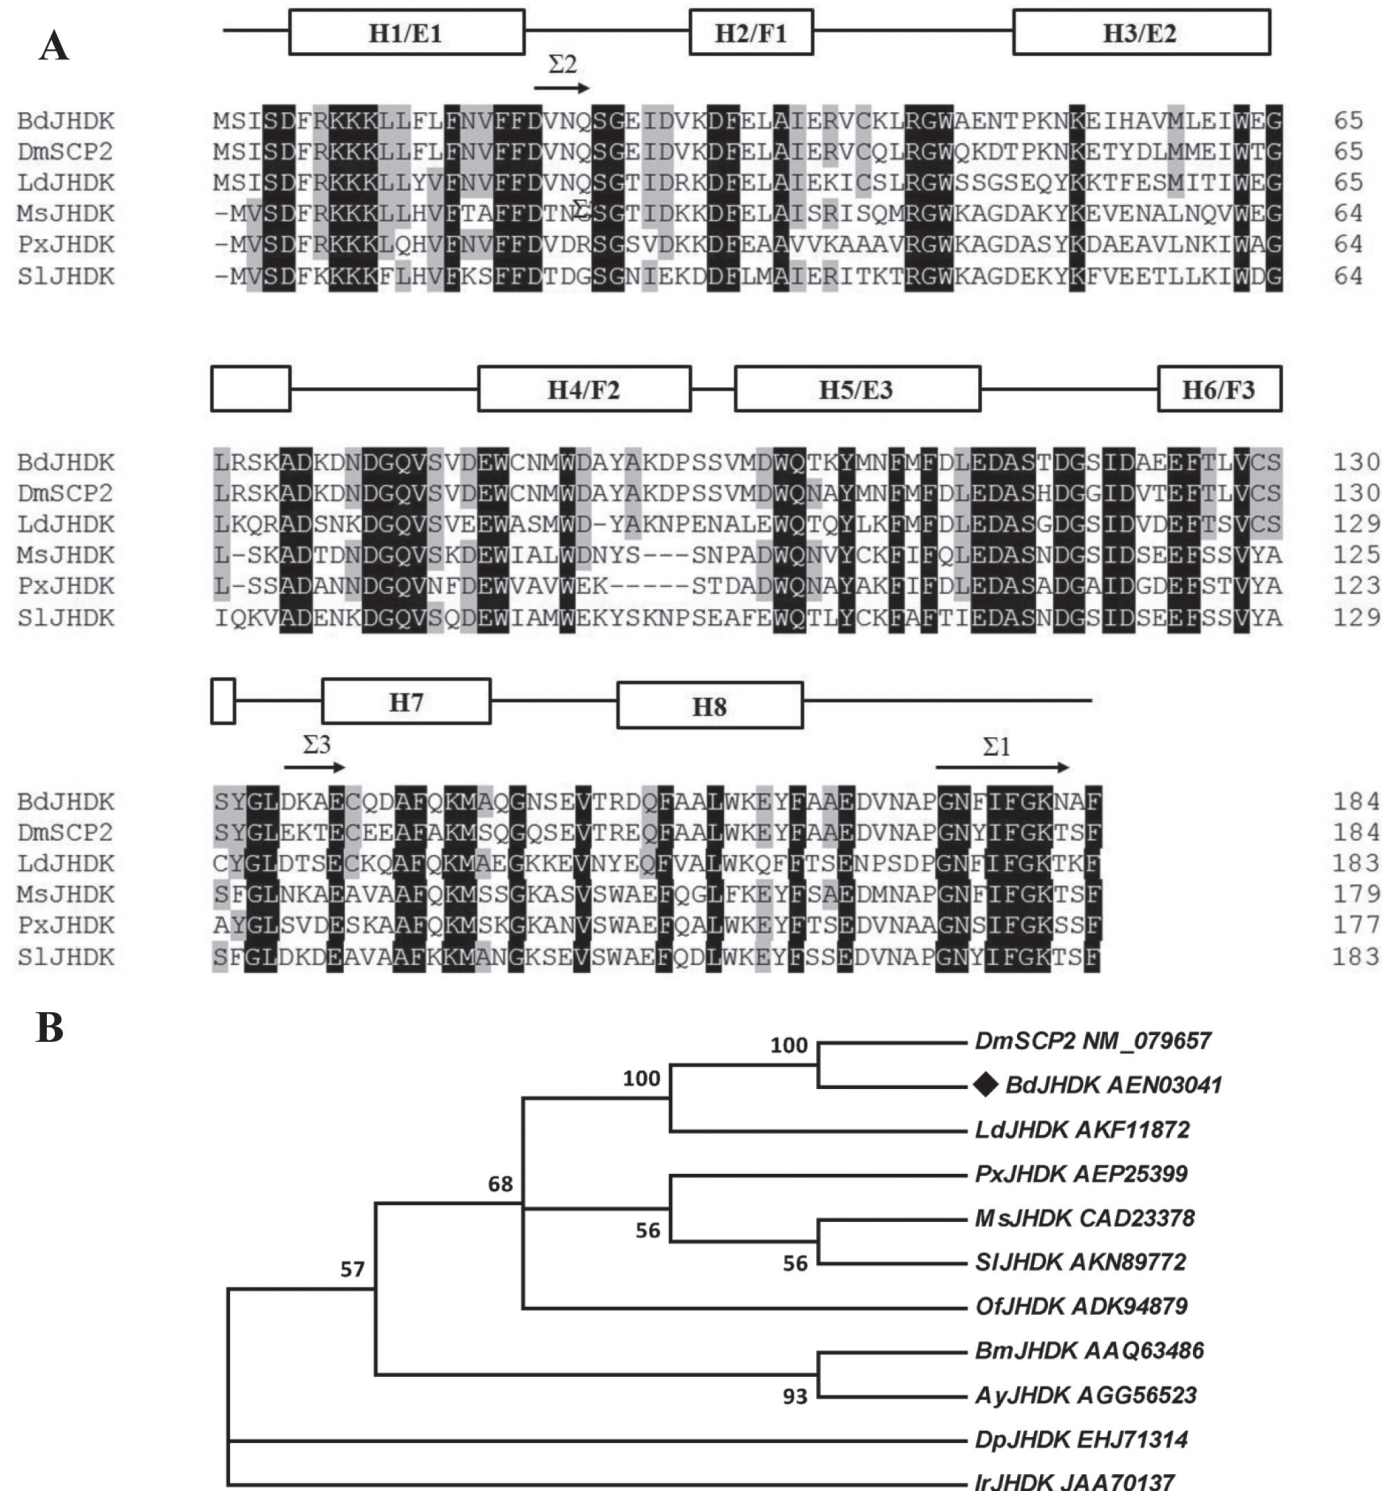 A
H1/E1 H2/F1 H3/E2
Σ2
BdJHDK MSISDFRKKKLLFLFNVFFDVNQSGEIDVKDFELAIERVCKLRGWAENTPKNKEIHAVMLEIWEG 65
DmSCP2 MSISDFRKKKLLFLFNVFFDVNQSGEIDVKDFELAIERVCQLRGWQKDTPKNKETYDLMMEIWTG 65
LdJHDK MSISDFRKKKLLYVFNVFFDVNQSGTIDRKDFELAIEKICSLRGWSSGSEQYKKTFESMITIWEG 65
MsJHDK -MVSDFRKKKLLHVFTAFFDTNGSGTIDKKDFELAISRISQMRGWKAGDAKYKEVENALNQVWEG 64
PxJHDK -MVSDFRKKKLQHVFNVFFDVDRSGSVDKKDFEAAVVKAAAVRGWKAGDASYKDAEAVLNKIWAG 64
SlJHDK -MVSDFKKKKFLHVFKSFFDTDGSGNIEKDDFLMAIERITKTRGWKAGDEKYKFVEETLLKIWDG 64
H4/F2 H5/E3 H6/F3
BdJHDK LRSKADKDNDGQVSVDEWCNMWDAYAKDPSSVMDWQTKYMNFMFDLEDASTDGSIDAEEFTLVCS 130
DmSCP2 LRSKADKDNDGQVSVDEWCNMWDAYAKDPSSVMDWQNAYMNFMFDLEDASHDGGIDVTEFTLVCS 130
LdJHDK LKQRADSNKDGQVSVEEWASMWD-YAKNPENALEWQTQYLKFMFDLEDASGDGSIDVDEFTSVCS 129
MsJHDK L-SKADTDNDGQVSKDEWIALWDNYS---SNPADWQNVYCKFIFQLEDASNDGSIDSEEFSSVYA 125
PxJHDK L-SSADANNDGQVNFDEWVAVWEK-----STDADWQNAYAKFIFDLEDASADGAIDGDEFSTVYA 123
SlJHDK IQKVADENKDGQVSQDEWIAMWEKYSKNPSEAFEWQTLYCKFAFTIEDASNDGSIDSEEFSSVYA 129
H7 H8
Σ3 Σ1
BdJHDK SYGLDKAECQDAFQKMAQGNSEVTRDQFAALWKEYFAAEDVNAPGNFIFGKNAF 184
DmSCP2 SYGLEKTECEEAFAKMSQGQSEVTREQFAALWKEYFAAEDVNAPGNYIFGKTSF 184
LdJHDK CYGLDTSECKQAFQKMAEGKKEVNYEQFVALWKQFFTSENPSDPGNFIFGKTKF 183
MsJHDK SFGLNKAEAVAAFQKMSSGKASVSWAEFQGLFKEYFSAEDMNAPGNFIFGKTSF 179
PxJHDK AYGLSVDESKAAFQKMSKGKANVSWAEFQALWKEYFTSEDVNAAGNSIFGKSSF 177
SlJHDK SFGLDKDEAVAAFKKMANGKSEVSWAEFQDLWKEYFSSEDVNAPGNYIFGKTSF 183
B
100 DmSCP2 NM_079657
100 BdJHDK AEN03041
LdJHDK AKF11872
68 PxJHDK AEP25399
56 MsJHDK CAD23378
56 SlJHDK AKN89772
57 OfJHDK ADK94879
BmJHDK AAQ63486
93 AyJHDK AGG56523
DpJHDK EHJ71314
IrJHDK JAA70137